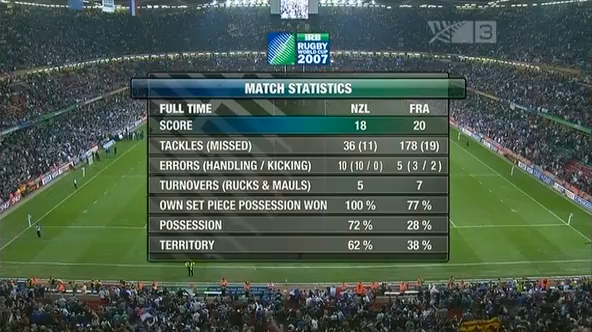 3
IRB
RUGBY
WORLD CUP
2007
MATCH STATISTICS
FULL TIME NZL FRA
SCORE 18 20
TACKLES (MISSED) 36 (11) 178 (19)
ERRORS (HANDLING / KICKING) 10 (10 / 0) 5 (3 / 2)
TURNOVERS (RUCKS & MAULS) 5 7
OWN SET PIECE POSSESSION WON 100 % 77 %
POSSESSION 72 % 28 %
TERRITORY 62 % 38 %